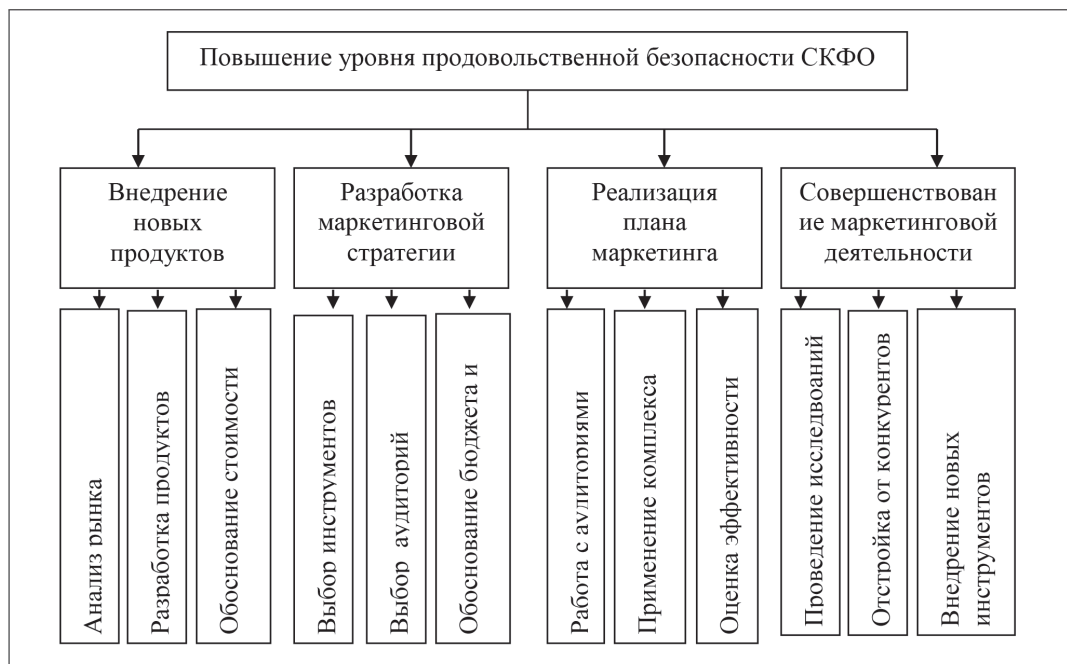 Повышение уровня продовольственной безопасности СКФО
Внедрение
новых
продуктов
Разработка
маркетинговой
стратегии
Реализация
плана
маркетинга
Совершенствован
ие маркетинговой
деятельности
Анализ рынка
Разработка продуктов
Обоснование стоимости
Выбор инструментов
Выбор аудиторий
Обоснование бюджета и
Работа с аулиториями
Применение комплекса
Оценка эффективности
Проведение исследвоаний
Отстройка от конкурентов
Внедрение новых
инструментов